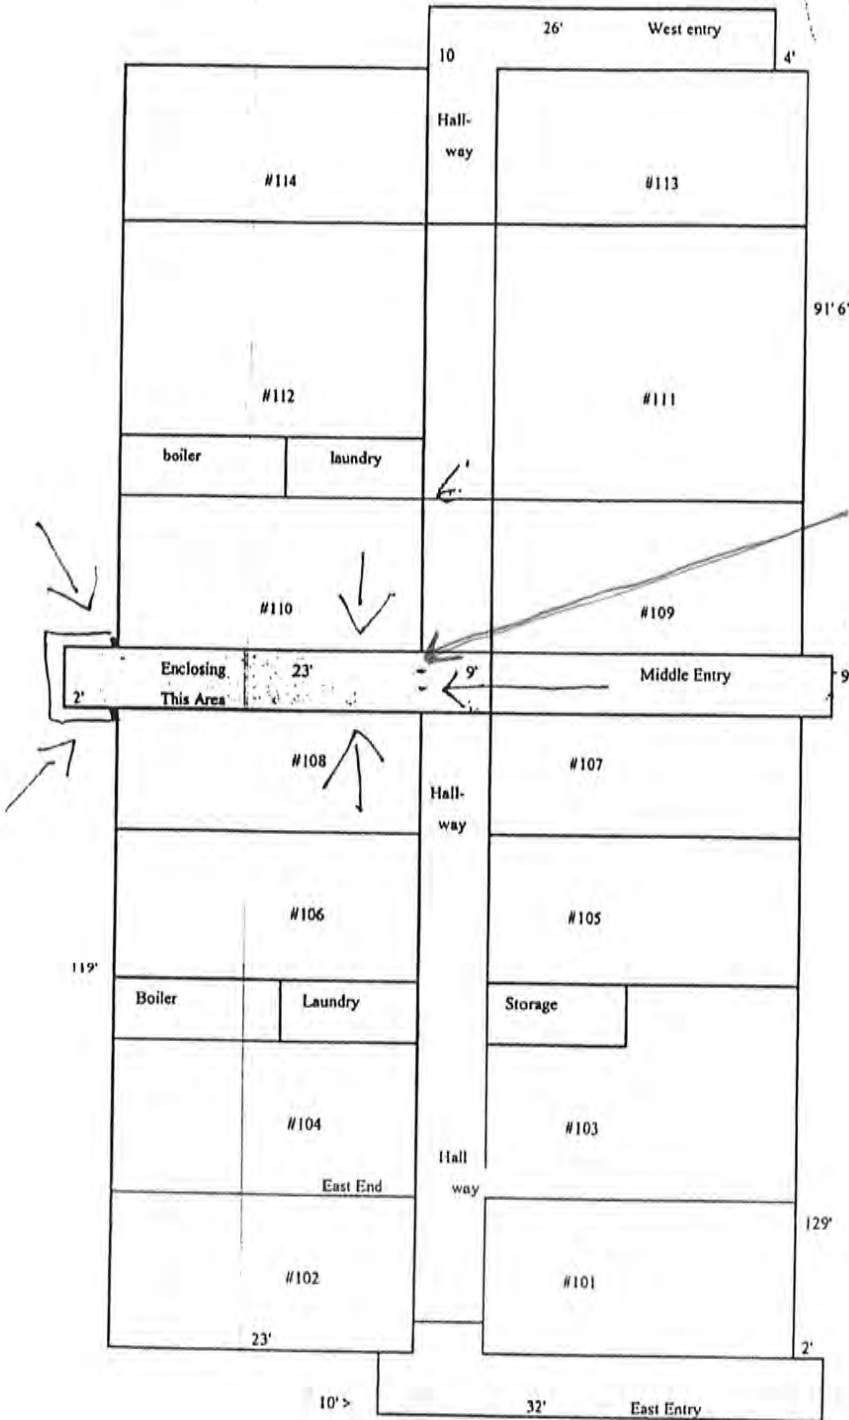 26' West entry
10 4'
Hall-
way
#114 #113
91'6'
#112 #111
boiler laundry
#110 #109
Enclosing 23' 9' Middle Entry 9
2' This Area
#108 #107
Hall-
way
#106 #105
119'
Boiler Laundry Storage
#104 #103
Hall
East End way
129'
#102 #101
23' 2'
10' > 32' East Entry